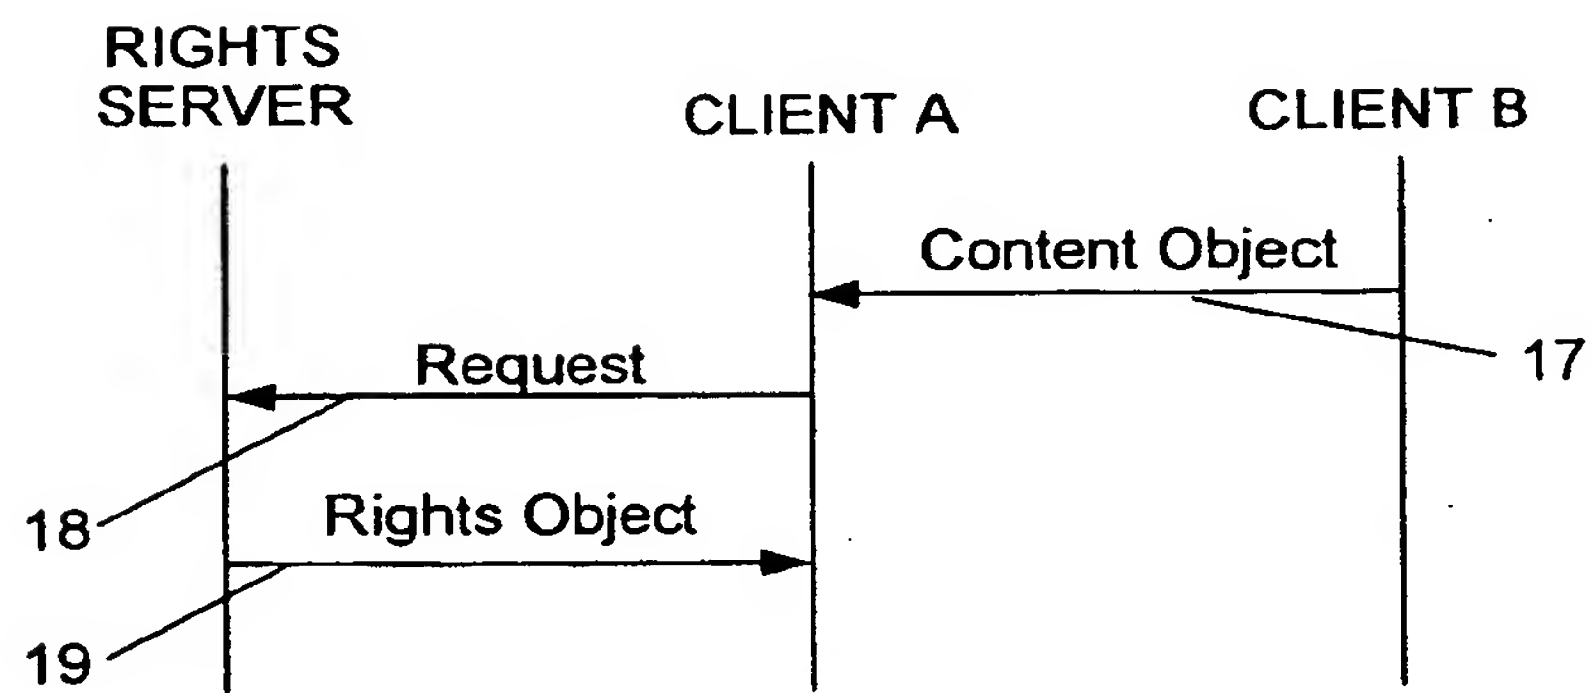 RIGHTS
SERVER
CLIENT A
CLIENT B
Content Object
17
Request
18
Rights Object
19